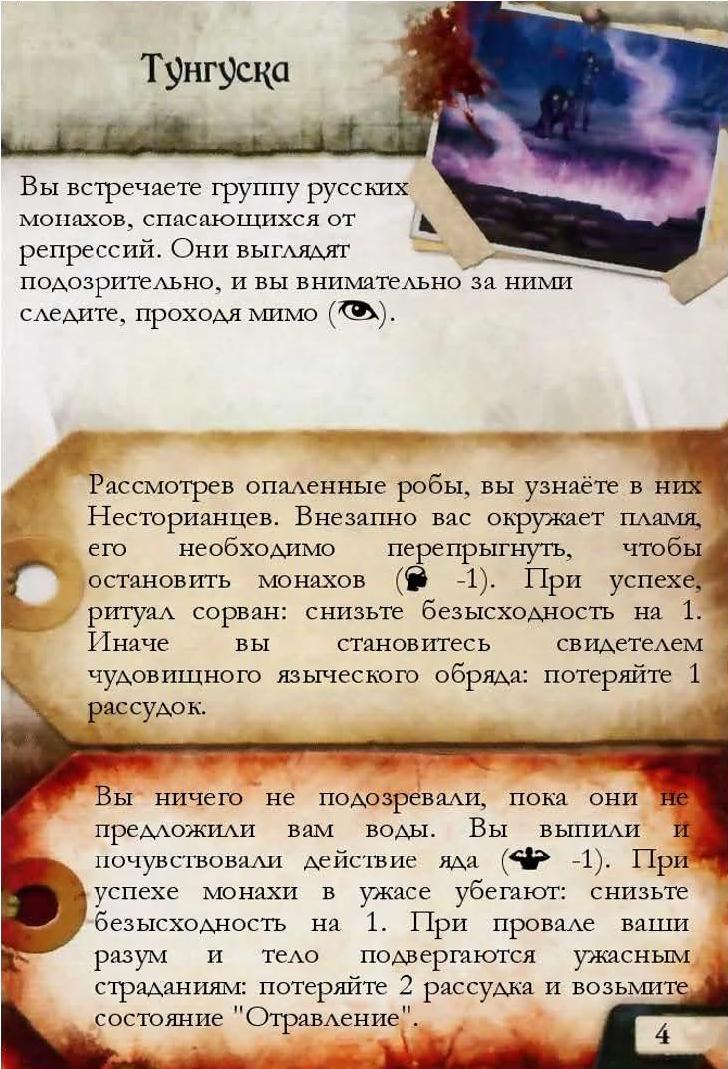 Тунгуска
Вы встречаете группу русских
монахов, спасающихся от
репрессий. Они выглядят
подозрительно, и вы внимательно за ними
следите, проходя мимо ( ).
Рассмотрев опаленные робы, вы узнаёте в них
Несторианцев. Внезапно вас окружает пламя,
его необходимо перепрыгнуть, чтобы
остановить монахов ( -1). При успехе,
ритуал сорван: снизьте безысходность на 1.
Иначе вы становитесь свидетелем
чудовищного языческого обряда: потеряйте 1
рассудок.
Вы ничего не подозревали, пока они не
предложили вам воды. Вы выпили и
почувствовали действие яда ( -1). При
успехе монахи в ужасе убегают: снизьте
безысходность на 1. При провале ваши
разум и тело подвергаются ужасным
страданиям: потеряйте 2 рассудка и возьмите
состояние "Отравление".
4